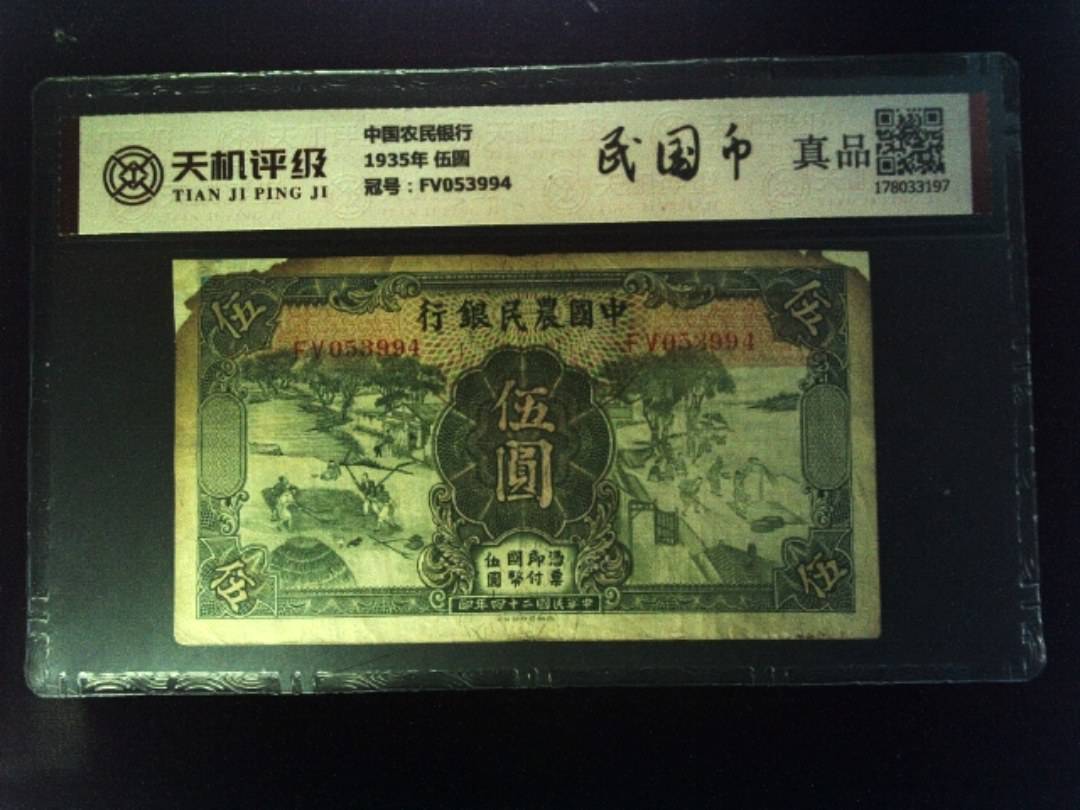 天机评级
TIAN JI PING JI
中国农民银行
1935年 伍圆
冠号：FV053994
民国币
真品
178033197
伍
伍
行銀民農國中
FV053994
FV053994
伍圓
憑票
即付
國幣
伍圓
印年四十二國民華中
伍
伍